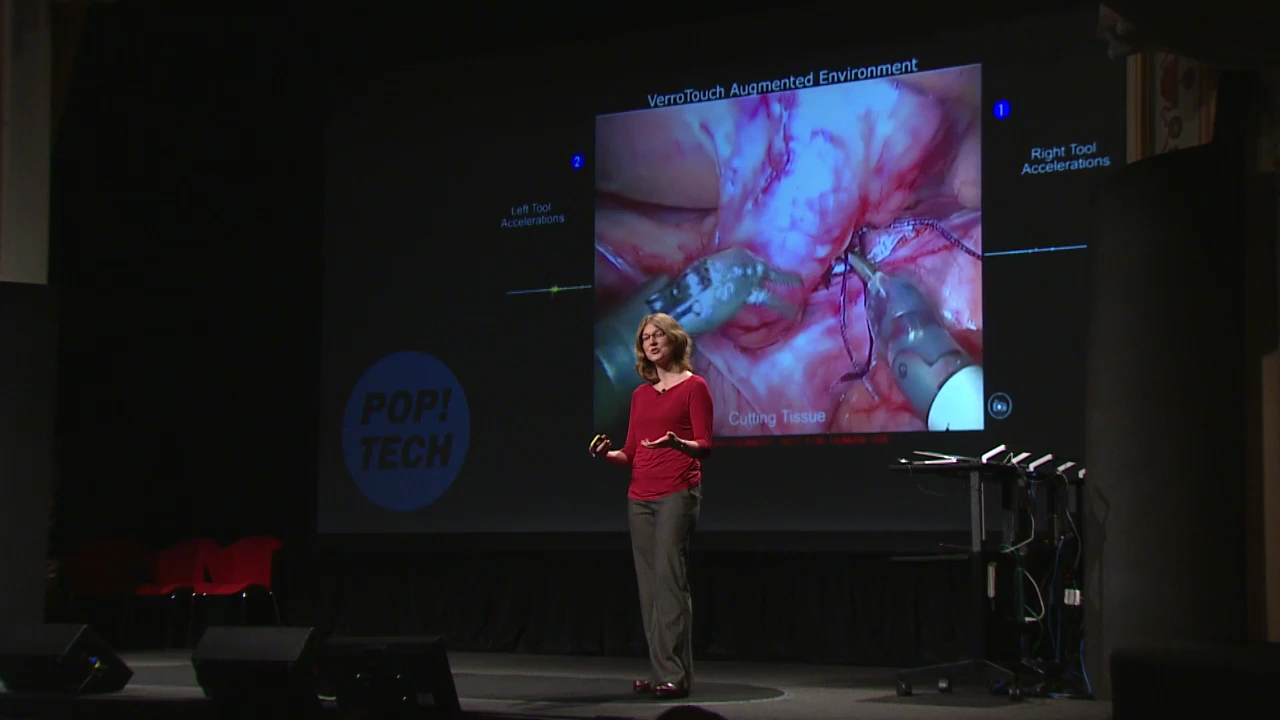 VerroTouch Augmented Environment
1
2
Right Tool
Accelerations
Left Tool
Accelerations
POP!
TECH
Cutting Tissue